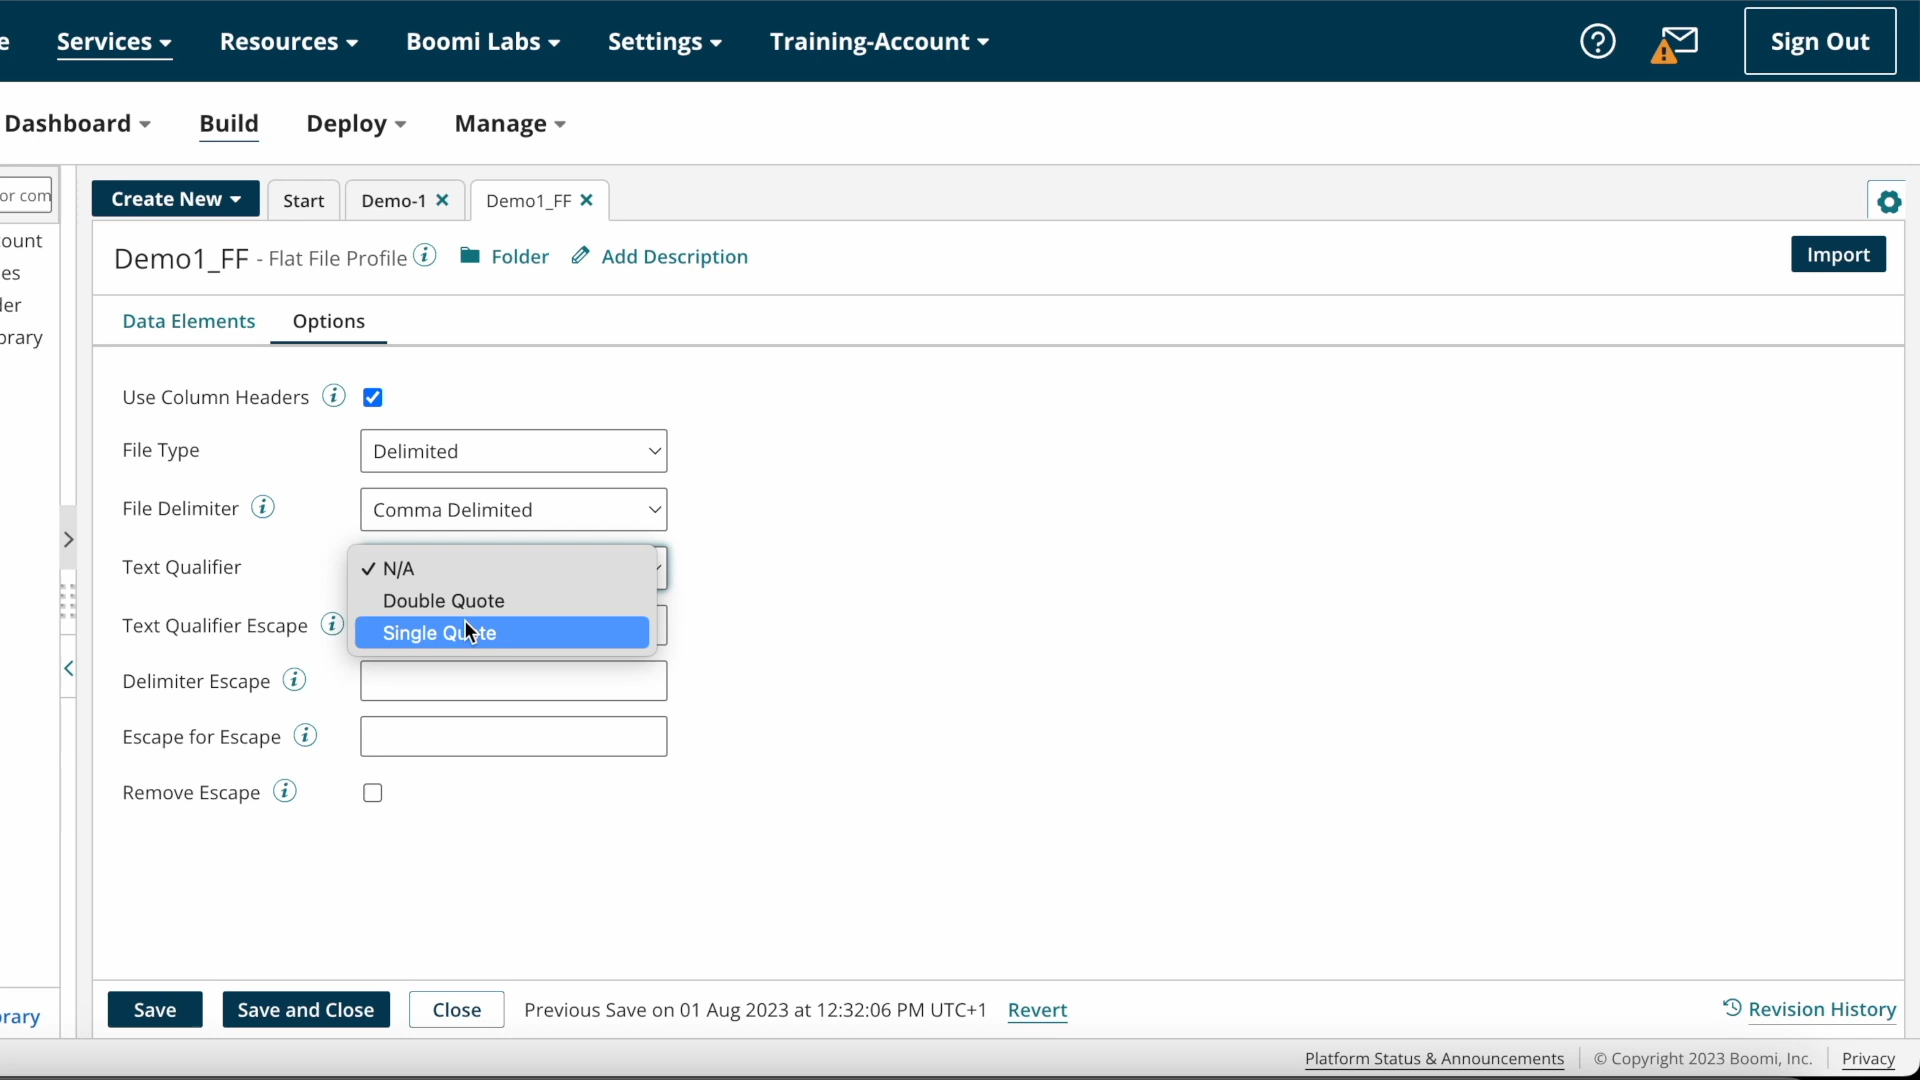 e Services Resources Boomi Labs Settings Training-Account Sign Out
Dashboard Build Deploy Manage
or com Create New Start Demo-1 Demo1_FF
ount
Demo1_FF - Flat File Profile Folder Add Description Import
es
der
Data Elements Options
brary
Use Column Headers
File Type Delimited
File Delimiter Comma Delimited
Text Qualifier N/A
Double Quote
Text Qualifier Escape Single Quote
Delimiter Escape
Escape for Escape
Remove Escape
rary Save Save and Close Close Previous Save on 01 Aug 2023 at 12:32:06 PM UTC+1 Revert Revision History
Platform Status & Announcements © Copyright 2023 Boomi, Inc. Privacy